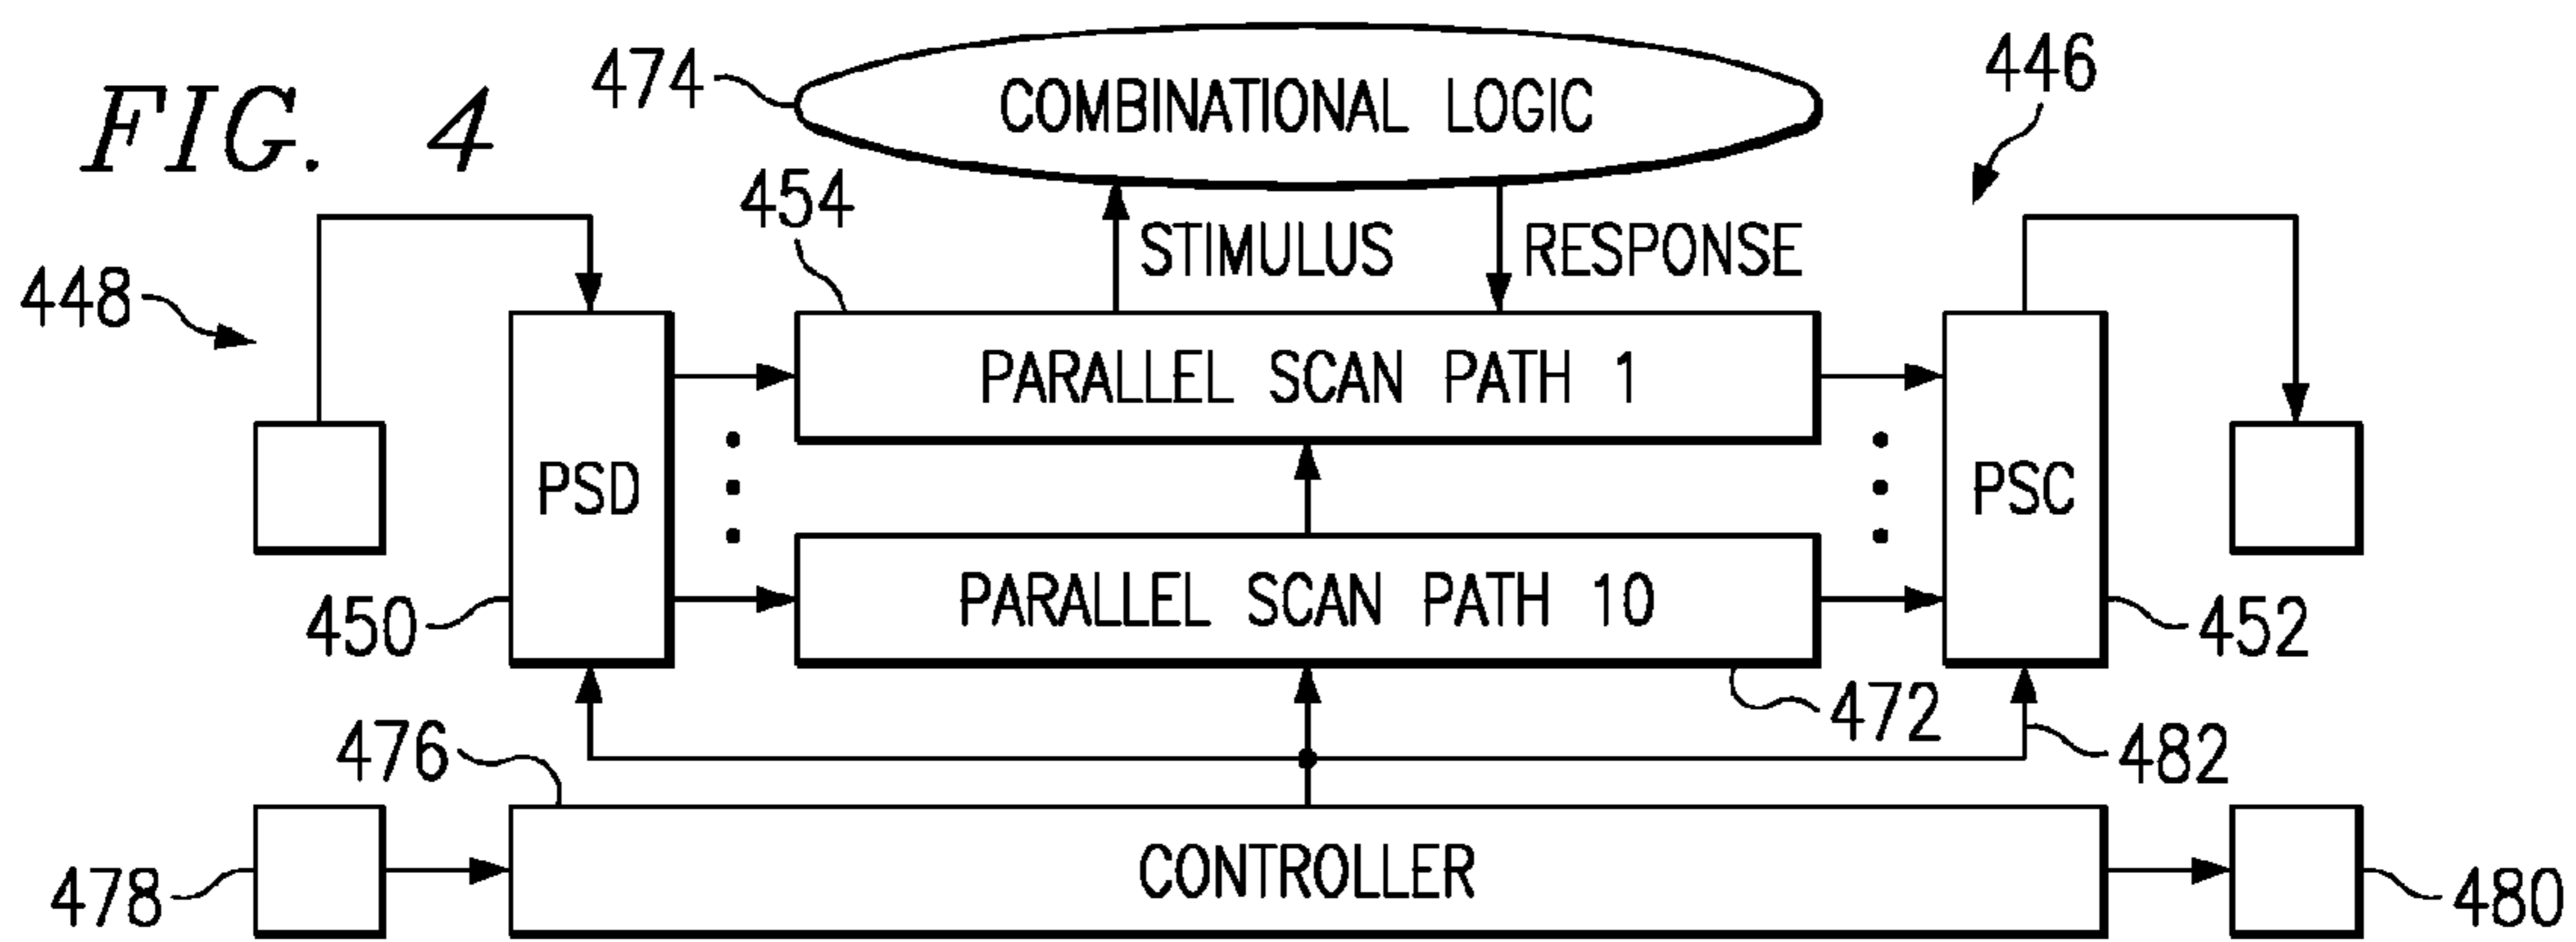 FIG. 4
474
COMBINATIONAL LOGIC
446
454
STIMULUS
RESPONSE
448
PARALLEL SCAN PATH 1
PSD
PSC
450
PARALLEL SCAN PATH 10
452
472
476
482
478
CONTROLLER
480